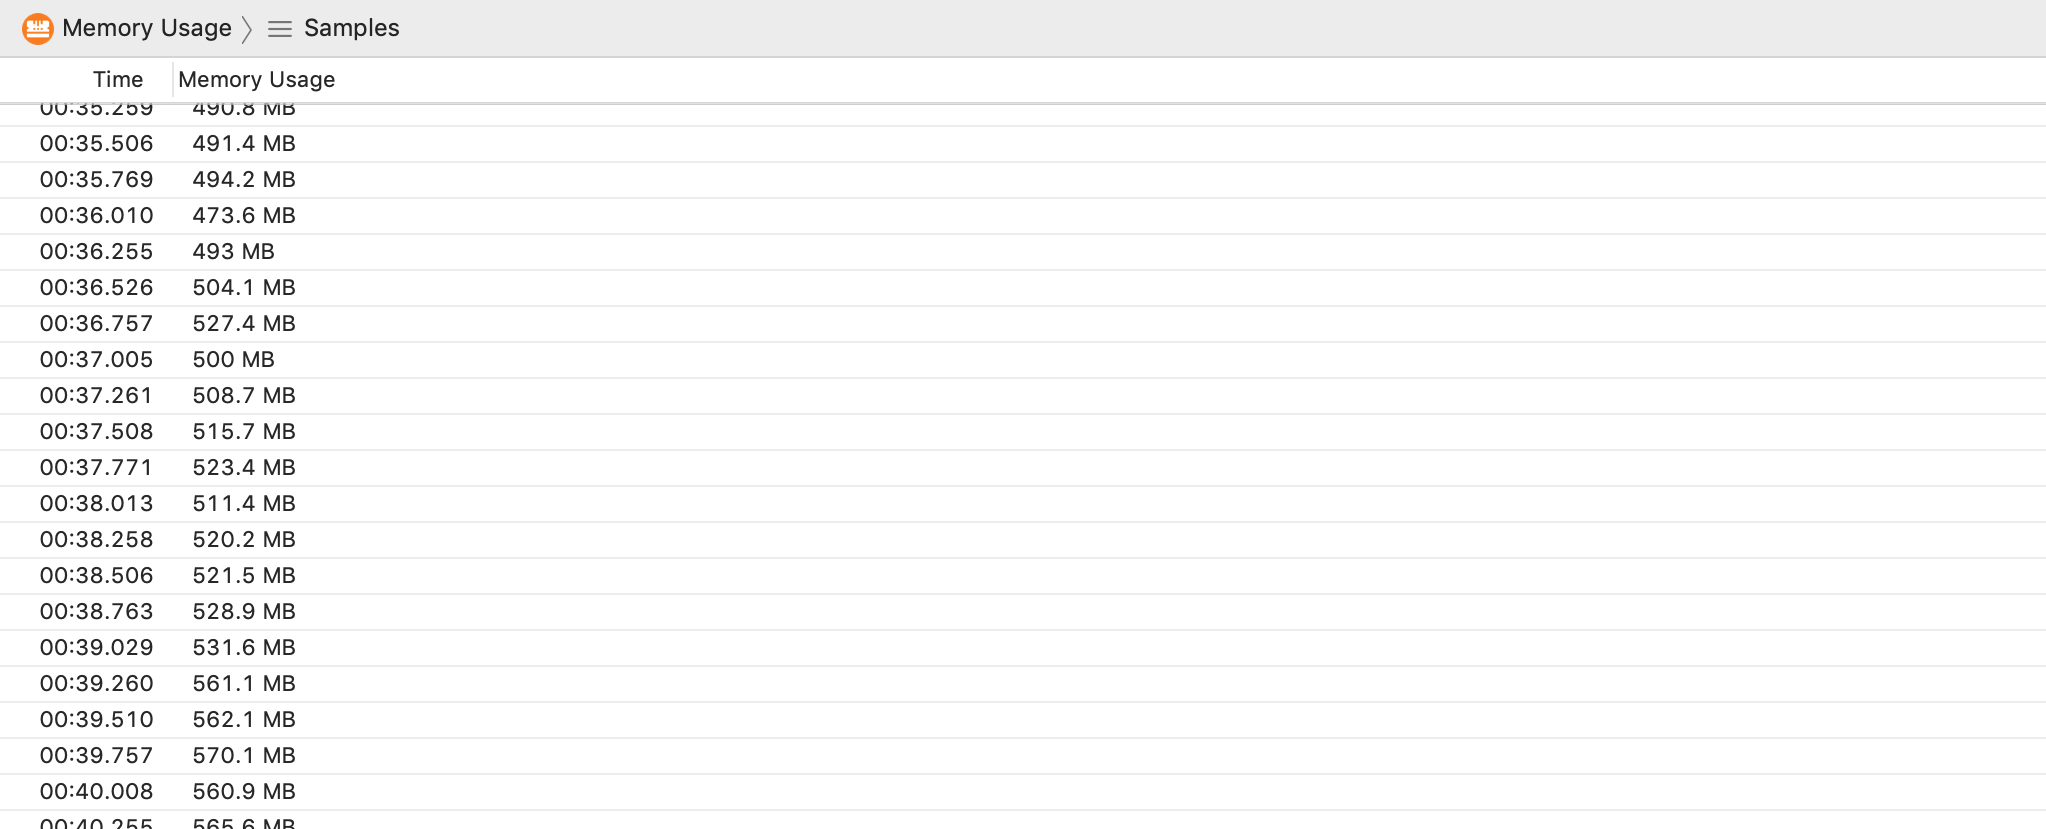 Memory Usage Samples
Time Memory Usage
00:35.259 490.8 MB
00:35.506 491.4 MB
00:35.769 494.2 MB
00:36.010 473.6 MB
00:36.255 493 MB
00:36.526 504.1 MB
00:36.757 527.4 MB
00:37.005 500 MB
00:37.261 508.7 MB
00:37.508 515.7 MB
00:37.771 523.4 MB
00:38.013 511.4 MB
00:38.258 520.2 MB
00:38.506 521.5 MB
00:38.763 528.9 MB
00:39.029 531.6 MB
00:39.260 561.1 MB
00:39.510 562.1 MB
00:39.757 570.1 MB
00:40.008 560.9 MB
00:40.255 565.6 MB